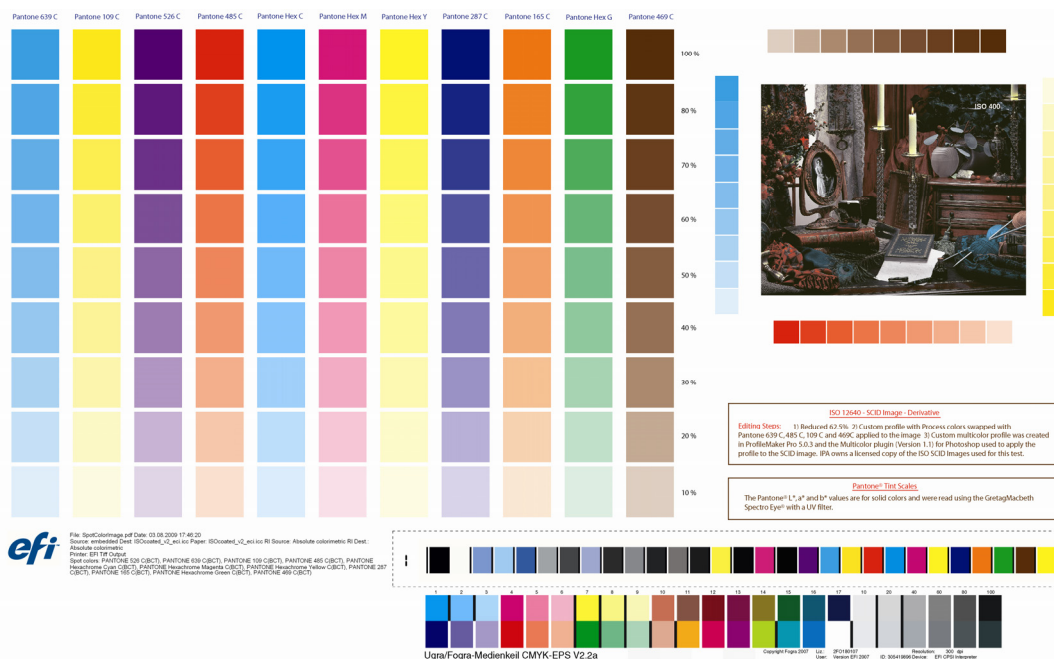 Pantone 639 C Pantone 109 C Pantone 526 C Pantone 485 C Pantone Hex C Pantone Hex M Pantone Hex Y Pantone 287 C Pantone 165 C Pantone Hex G Pantone 469 C
100 %
80 %
70 %
60 %
50 %
40 %
30 %
20 %
10 %
ISO 400
ISO 12640 - SCID Image - Derivative
Editing Steps: 1) Reduced 62.5% 2) Custom profile with Process colors swapped with
Pantone 639 C, 485 C, 109 C and 469C applied to the image 3) Custom multicolor profile was created
in ProfileMaker Pro 5.0.3 and the Multicolor plugin (Version 1.1) for Photoshop used to apply the
profile to the SCID image. IPA owns a licensed copy of the ISO SCID Images used for this test.
Pantone® Tint Scales
The Pantone® L*, a* and b* values are for solid colors and were read using the GretagMacbeth
Spectro Eye® with a UV filter.
efi
File: SpotColorImage.pdf Date: 03.08.2009 17:46:20
Source: embedded Dest: ISOcoated_v2_eci.icc Paper: ISOcoated_v2_eci.icc RI Source: Absolute colorimetric RI Dest.:
Absolute colorimetric
Printer: EFI Tiff Output
Spot colors: PANTONE 526 C(BCT), PANTONE 639 C(BCT), PANTONE 109 C(BCT), PANTONE 485 C(BCT), PANTONE
Hexachrome Cyan C(BCT), PANTONE Hexachrome Magenta C(BCT), PANTONE Hexachrome Yellow C(BCT), PANTONE 287
C(BCT), PANTONE 165 C(BCT), PANTONE Hexachrome Green C(BCT), PANTONE 469 C(BCT)
1 2 3 4 5 6 7 8 9 10 11 12 13 14 15 16 17 10 20 40 60 80 100
Ugra/Fogra-Medienkeil CMYK-EPS V2.2a
Copyright Fogra 2007 Liz.: 2FC180107 Resolution: 300 dpi
User: Version EFI 2007 Device: EFI CPSI Interpreter